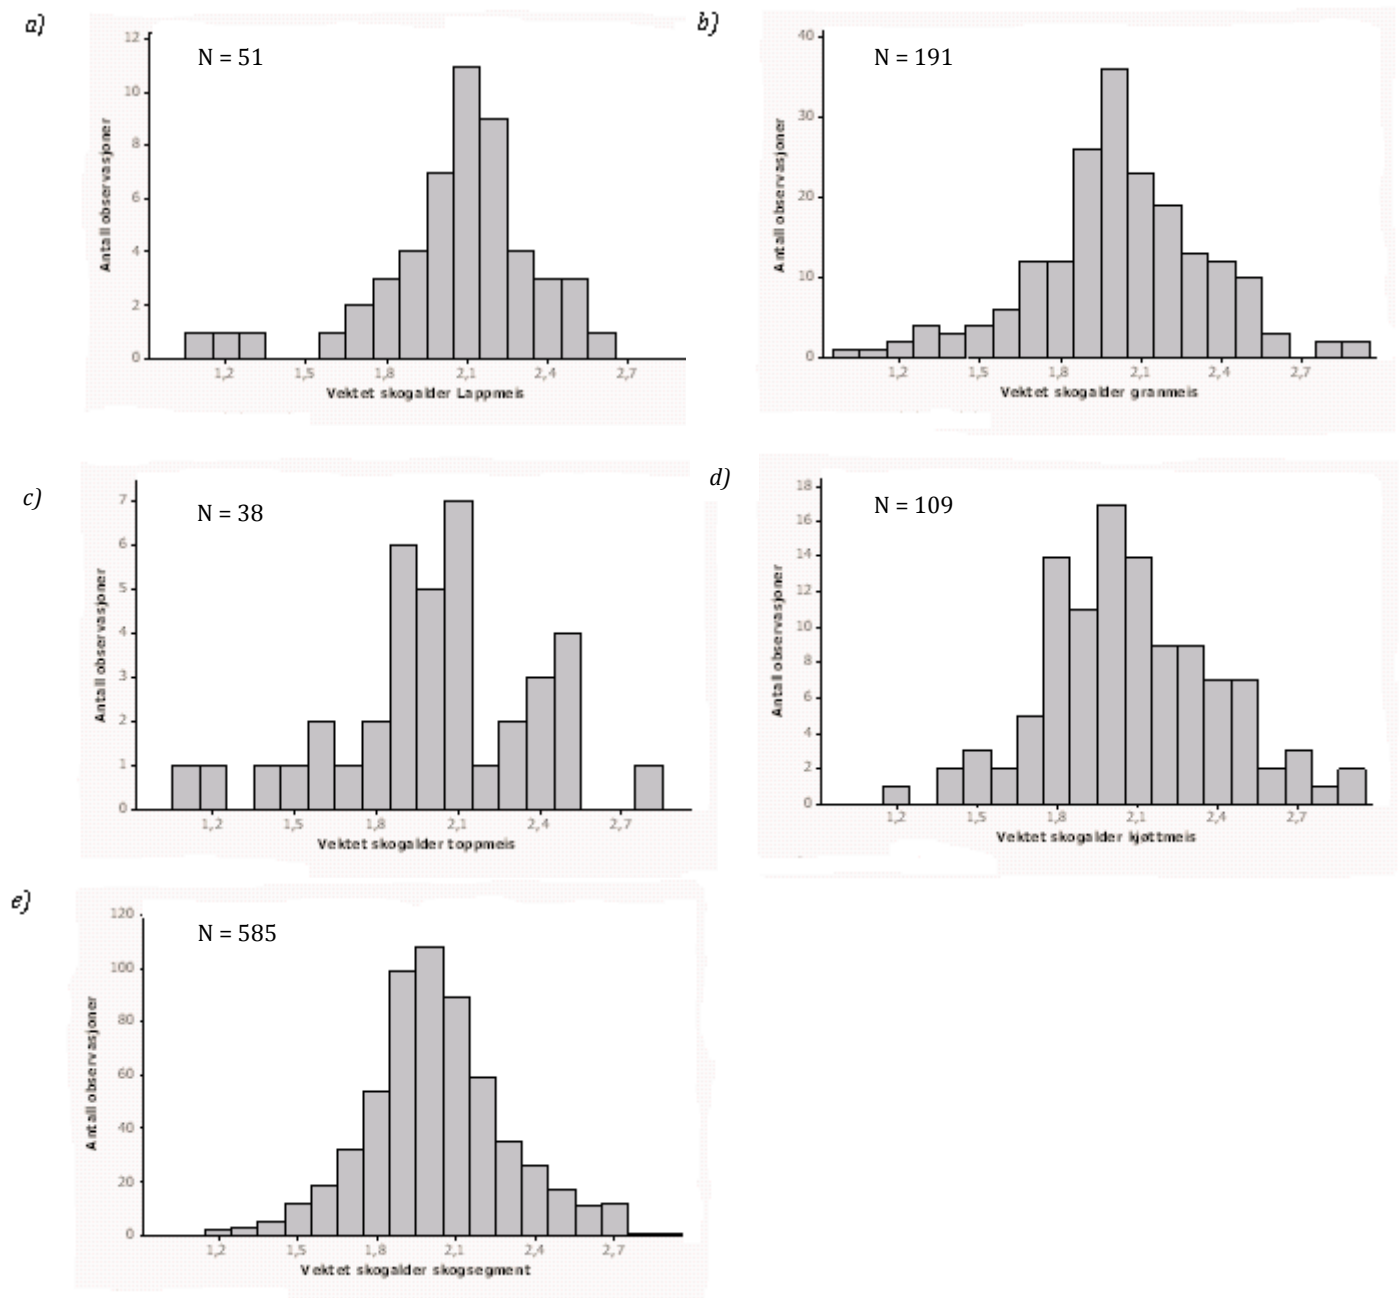 a)
N = 51
Antall observasjoner
12
10
8
6
4
2
0
1,2 1,5 1,8 2,1 2,4 2,7
Vektet skogalder Lappmeis
b)
N = 191
Antall observasjoner
40
30
20
10
0
1,2 1,5 1,8 2,1 2,4 2,7
Vektet skogalder granmeis
c)
N = 38
Antall observasjoner
7
6
5
4
3
2
1
0
1,2 1,5 1,8 2,1 2,4 2,7
Vektet skogalder toppmeis
d)
N = 109
Antall observasjoner
18
16
14
12
10
8
6
4
2
0
1,2 1,5 1,8 2,1 2,4 2,7
Vektet skogalder kjøttmeis
e)
N = 585
Antall observasjoner
120
100
80
60
40
20
0
1,2 1,5 1,8 2,1 2,4 2,7
Vektet skogalder skogsegment